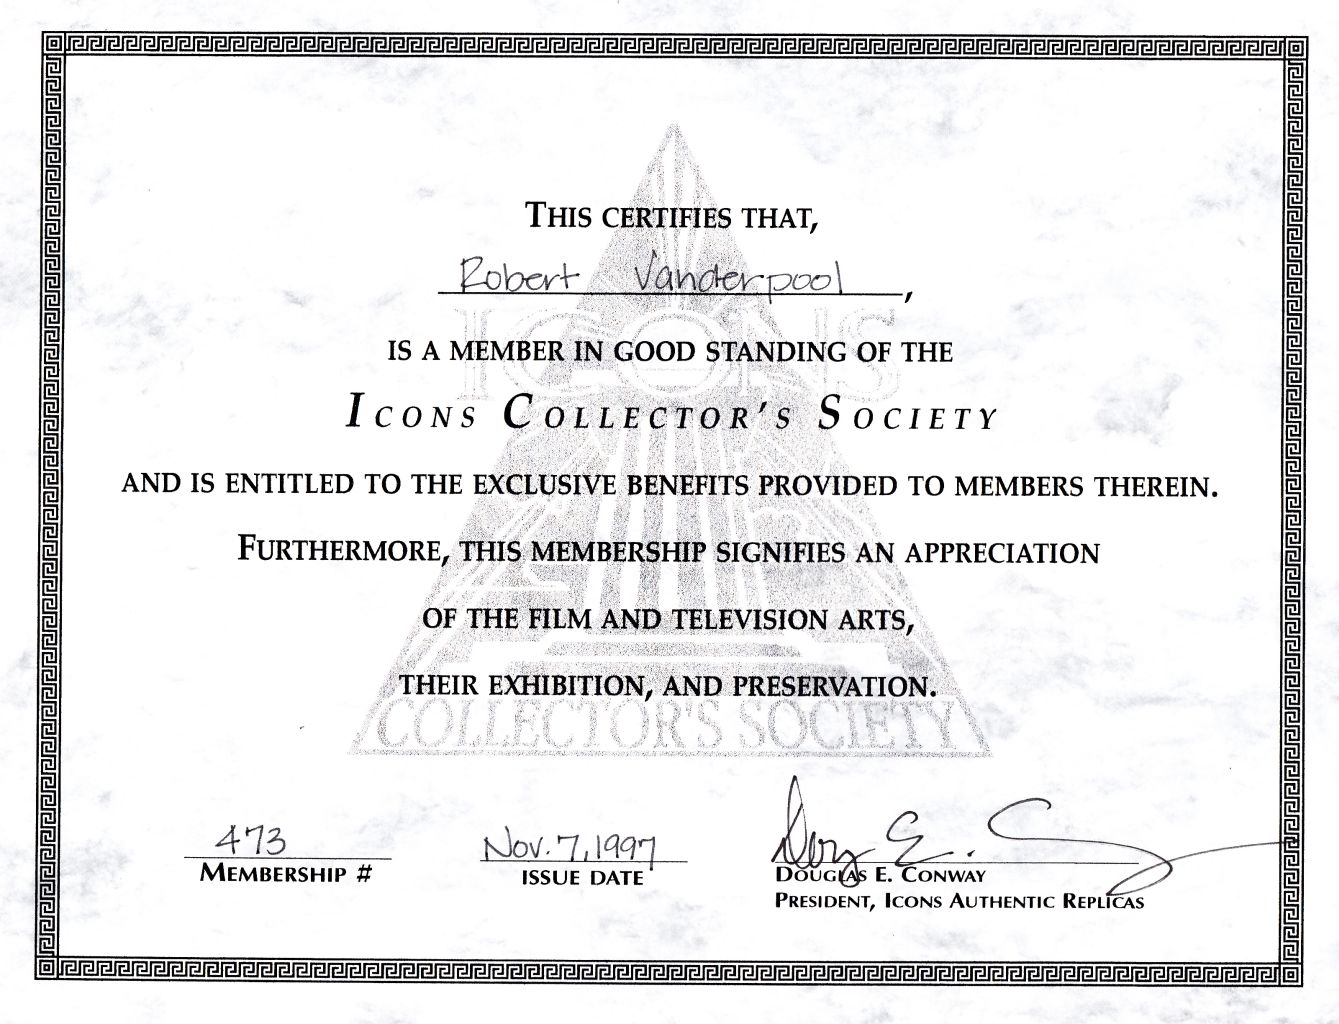 THIS CERTIFIES THAT,
Robert Vanderpool,
ICONS
IS A MEMBER IN GOOD STANDING OF THE
ICONS COLLECTOR'S SOCIETY
AND IS ENTITLED TO THE EXCLUSIVE BENEFITS PROVIDED TO MEMBERS THEREIN.
FURTHERMORE, THIS MEMBERSHIP SIGNIFIES AN APPRECIATION
OF THE FILM AND TELEVISION ARTS,
THEIR EXHIBITION, AND PRESERVATION.
COLLECTOR'S SOCIETY
473
MEMBERSHIP #
Nov. 7, 1997
ISSUE DATE
Doug E. C
DOUGLAS E. CONWAY
PRESIDENT, ICONS AUTHENTIC REPLICAS